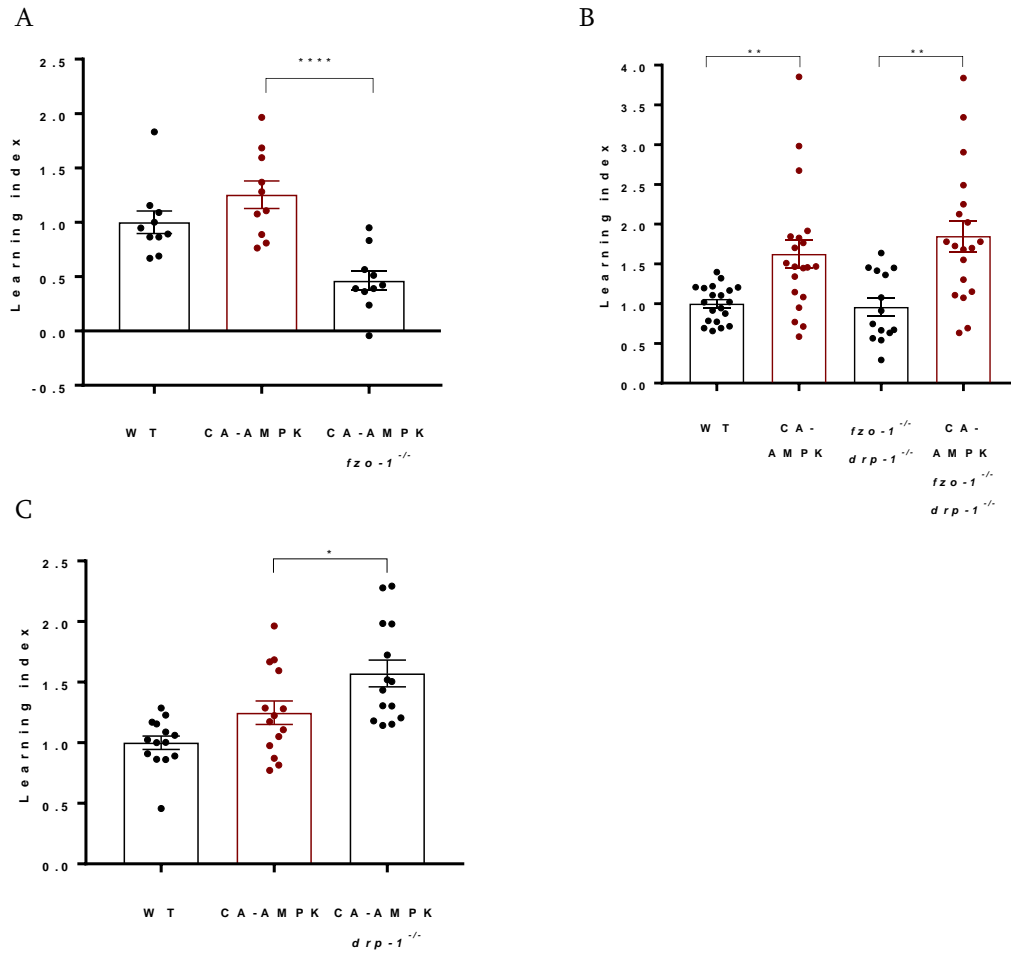 A
Learning index
2.5
2.0
1.5
1.0
0.5
0.0
-0.5
****
WT
CA-AMPK
CA-AMPK
fzo-1-/-
B
Learning index
4.0
3.5
3.0
2.5
2.0
1.5
1.0
0.5
0.0
**
**
WT
CA-
AMPK
fzo-1-/-
drp-1-/-
CA-
AMPK
fzo-1-/-
drp-1-/-
C
Learning index
2.5
2.0
1.5
1.0
0.5
0.0
*
WT
CA-AMPK
CA-AMPK
drp-1-/-